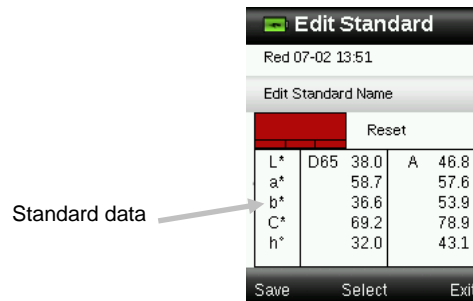 Edit Standard
Red 07-02 13:51
Edit Standard Name
Reset
L* D65 38.0 A 46.8
a* 58.7 57.6
b* 36.6 53.9
C* 69.2 78.9
h° 32.0 43.1
Standard data
Save Select Exit